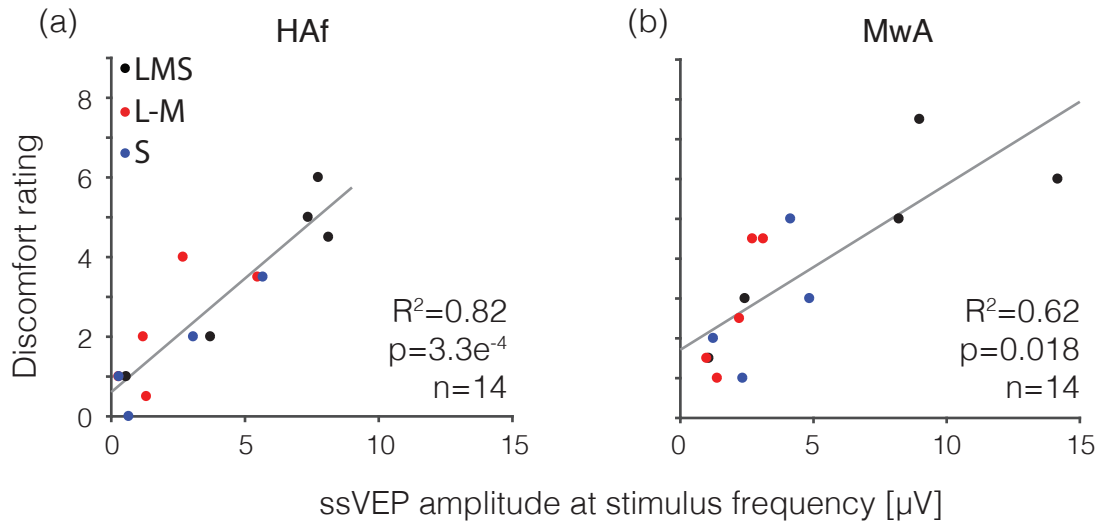 (a)
HAf
(b)
MwA
LMS
L-M
S
Discomfort rating
8
6
4
2
0
R²=0.82
p=3.3e⁻⁴
n=14
R²=0.62
p=0.018
n=14
0
5
10
15
0
5
10
15
ssVEP amplitude at stimulus frequency [µV]